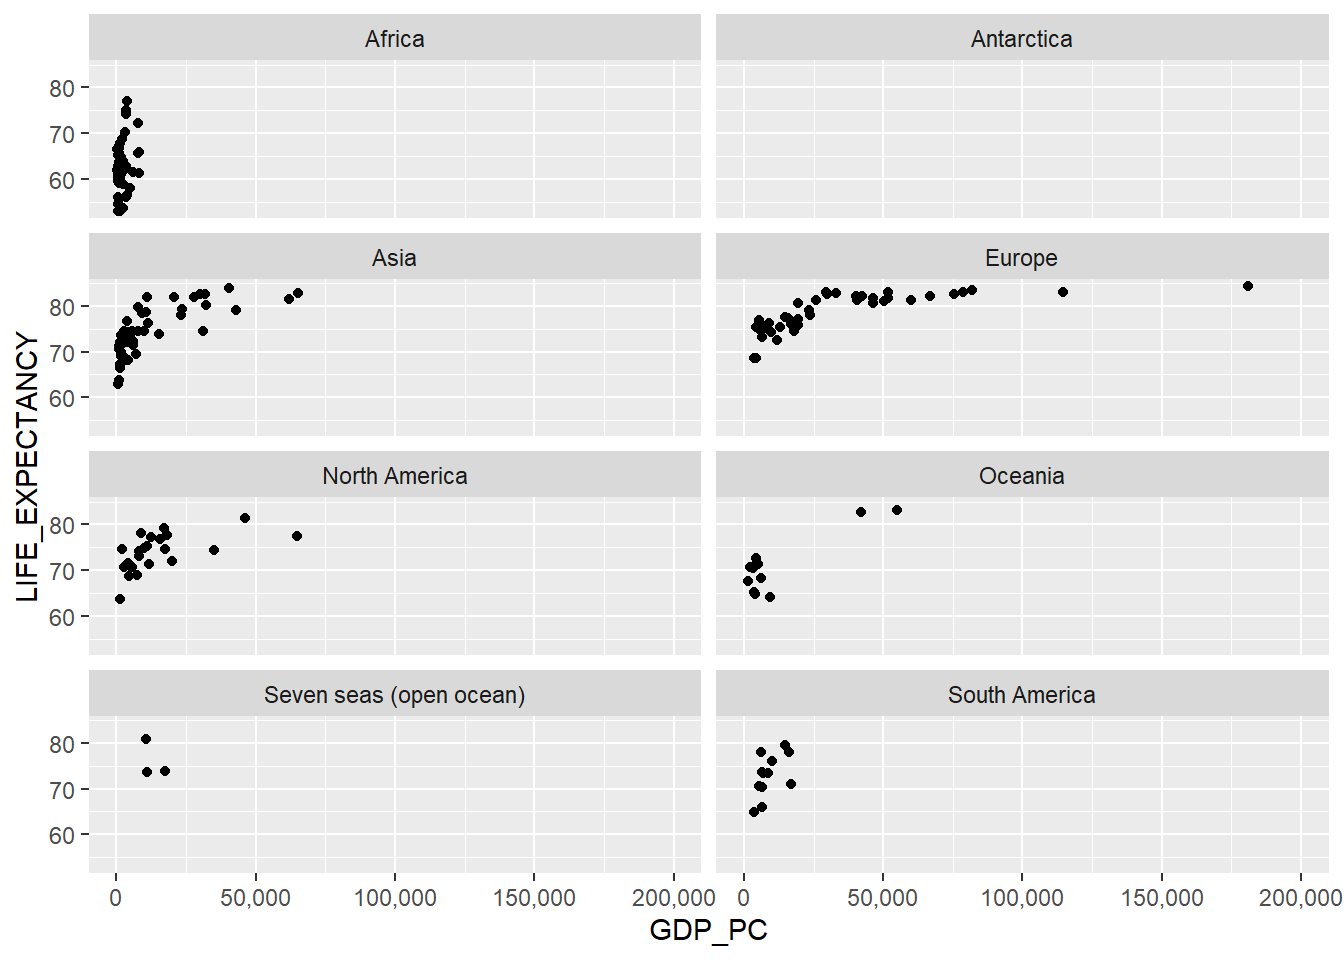 Africa
Antarctica
80
70
60
Asia
Europe
80
70
60
North America
Oceania
80
70
60
Seven seas (open ocean)
South America
80
70
60
0 50,000 100,000 150,000 200,000 0 50,000 100,000 150,000 200,000
GDP_PC
LIFE_EXPECTANCY